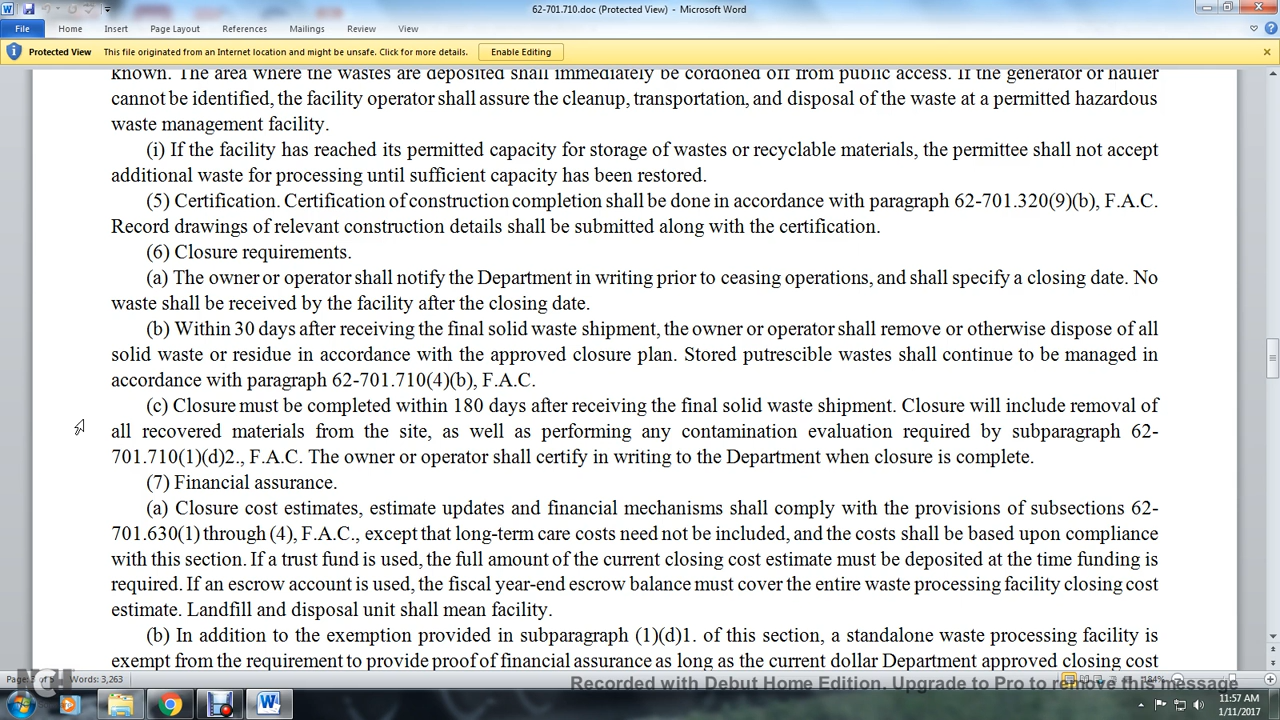 62-701.710.doc (Protected View) - Microsoft Word
File Home Insert Page Layout References Mailings Review View
Protected View This file originated from an Internet location and might be unsafe. Click for more details. Enable Editing
known. The area where the wastes are deposited shall immediately be cordoned off from public access. If the generator or hauler
cannot be identified, the facility operator shall assure the cleanup, transportation, and disposal of the waste at a permitted hazardous
waste management facility.
(i) If the facility has reached its permitted capacity for storage of wastes or recyclable materials, the permittee shall not accept
additional waste for processing until sufficient capacity has been restored.
(5) Certification. Certification of construction completion shall be done in accordance with paragraph 62-701.320(9)(b), F.A.C.
Record drawings of relevant construction details shall be submitted along with the certification.
(6) Closure requirements.
(a) The owner or operator shall notify the Department in writing prior to ceasing operations, and shall specify a closing date. No
waste shall be received by the facility after the closing date.
(b) Within 30 days after receiving the final solid waste shipment, the owner or operator shall remove or otherwise dispose of all
solid waste or residue in accordance with the approved closure plan. Stored putrescible wastes shall continue to be managed in
accordance with paragraph 62-701.710(4)(b), F.A.C.
(c) Closure must be completed within 180 days after receiving the final solid waste shipment. Closure will include removal of
all recovered materials from the site, as well as performing any contamination evaluation required by subparagraph 62-
701.710(1)(d)2., F.A.C. The owner or operator shall certify in writing to the Department when closure is complete.
(7) Financial assurance.
(a) Closure cost estimates, estimate updates and financial mechanisms shall comply with the provisions of subsections 62-
701.630(1) through (4), F.A.C., except that long-term care costs need not be included, and the costs shall be based upon compliance
with this section. If a trust fund is used, the full amount of the current closing cost estimate must be deposited at the time funding is
required. If an escrow account is used, the fiscal year-end escrow balance must cover the entire waste processing facility closing cost
estimate. Landfill and disposal unit shall mean facility.
(b) In addition to the exemption provided in subparagraph (1)(d)1. of this section, a standalone waste processing facility is
exempt from the requirement to provide proof of financial assurance as long as the current dollar Department approved closing cost
Words: 3,263
184%
Recorded with Debut Home Edition. Upgrade to Pro to remove this message
11:57 AM
1/11/2017